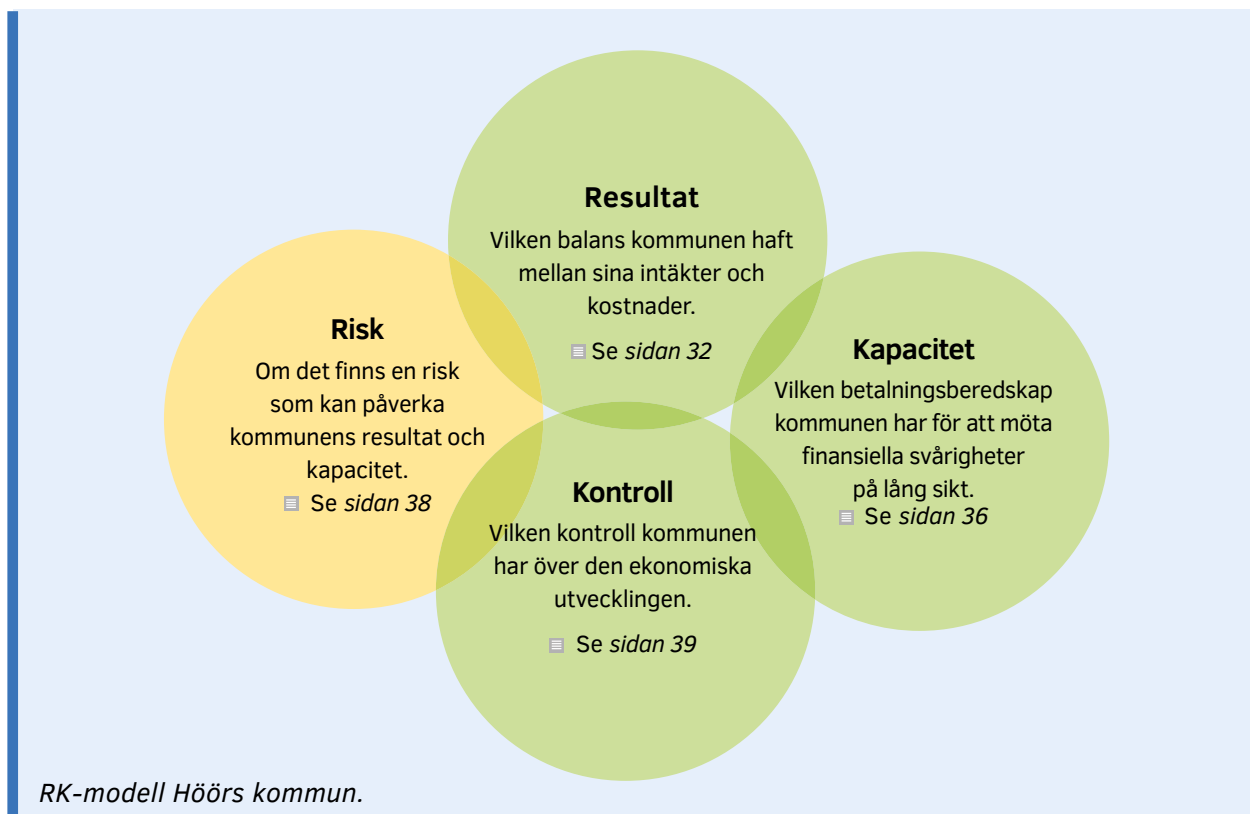 Resultat
Vilken balans kommunen haft
mellan sina intäkter och
kostnader.
Se sidan 32
Risk
Om det finns en risk
som kan påverka
kommunens resultat och
kapacitet.
Se sidan 38
Kapacitet
Vilken betalningsberedskap
kommunen har för att möta
finansiella svårigheter
på lång sikt.
Se sidan 36
Kontroll
Vilken kontroll kommunen
har över den ekonomiska
utvecklingen.
Se sidan 39
RK-modell Höörs kommun.